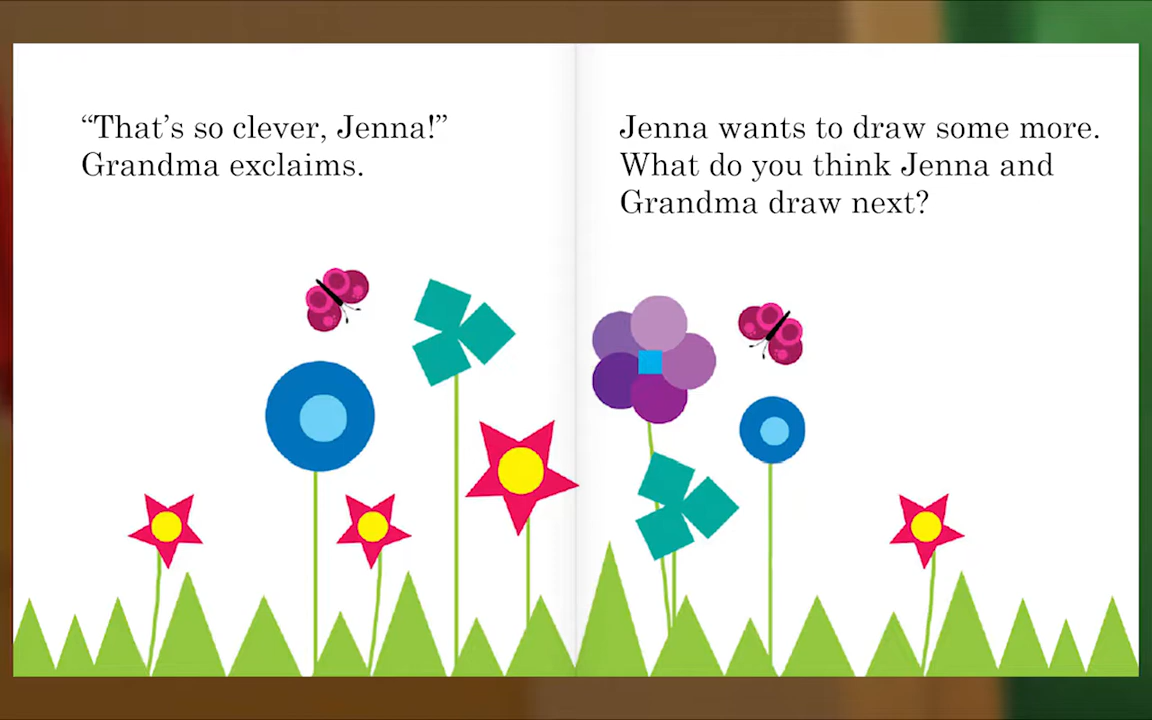 “That’s so clever, Jenna!”
Grandma exclaims.
Jenna wants to draw some more.
What do you think Jenna and
Grandma draw next?